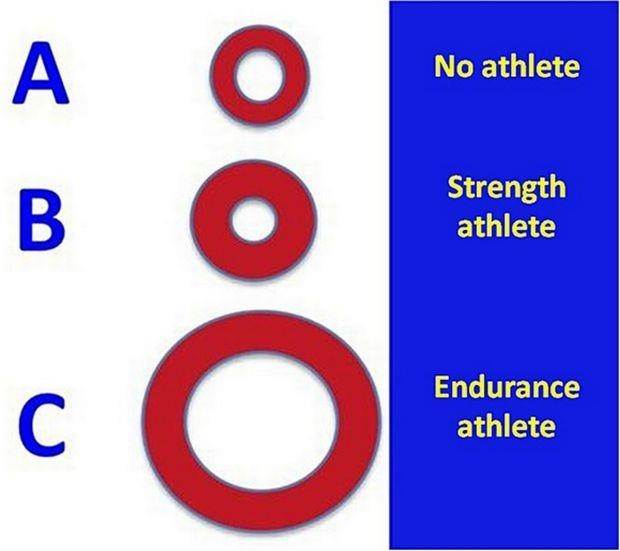 A
No athlete
B
Strength
athlete
C
Endurance
athlete